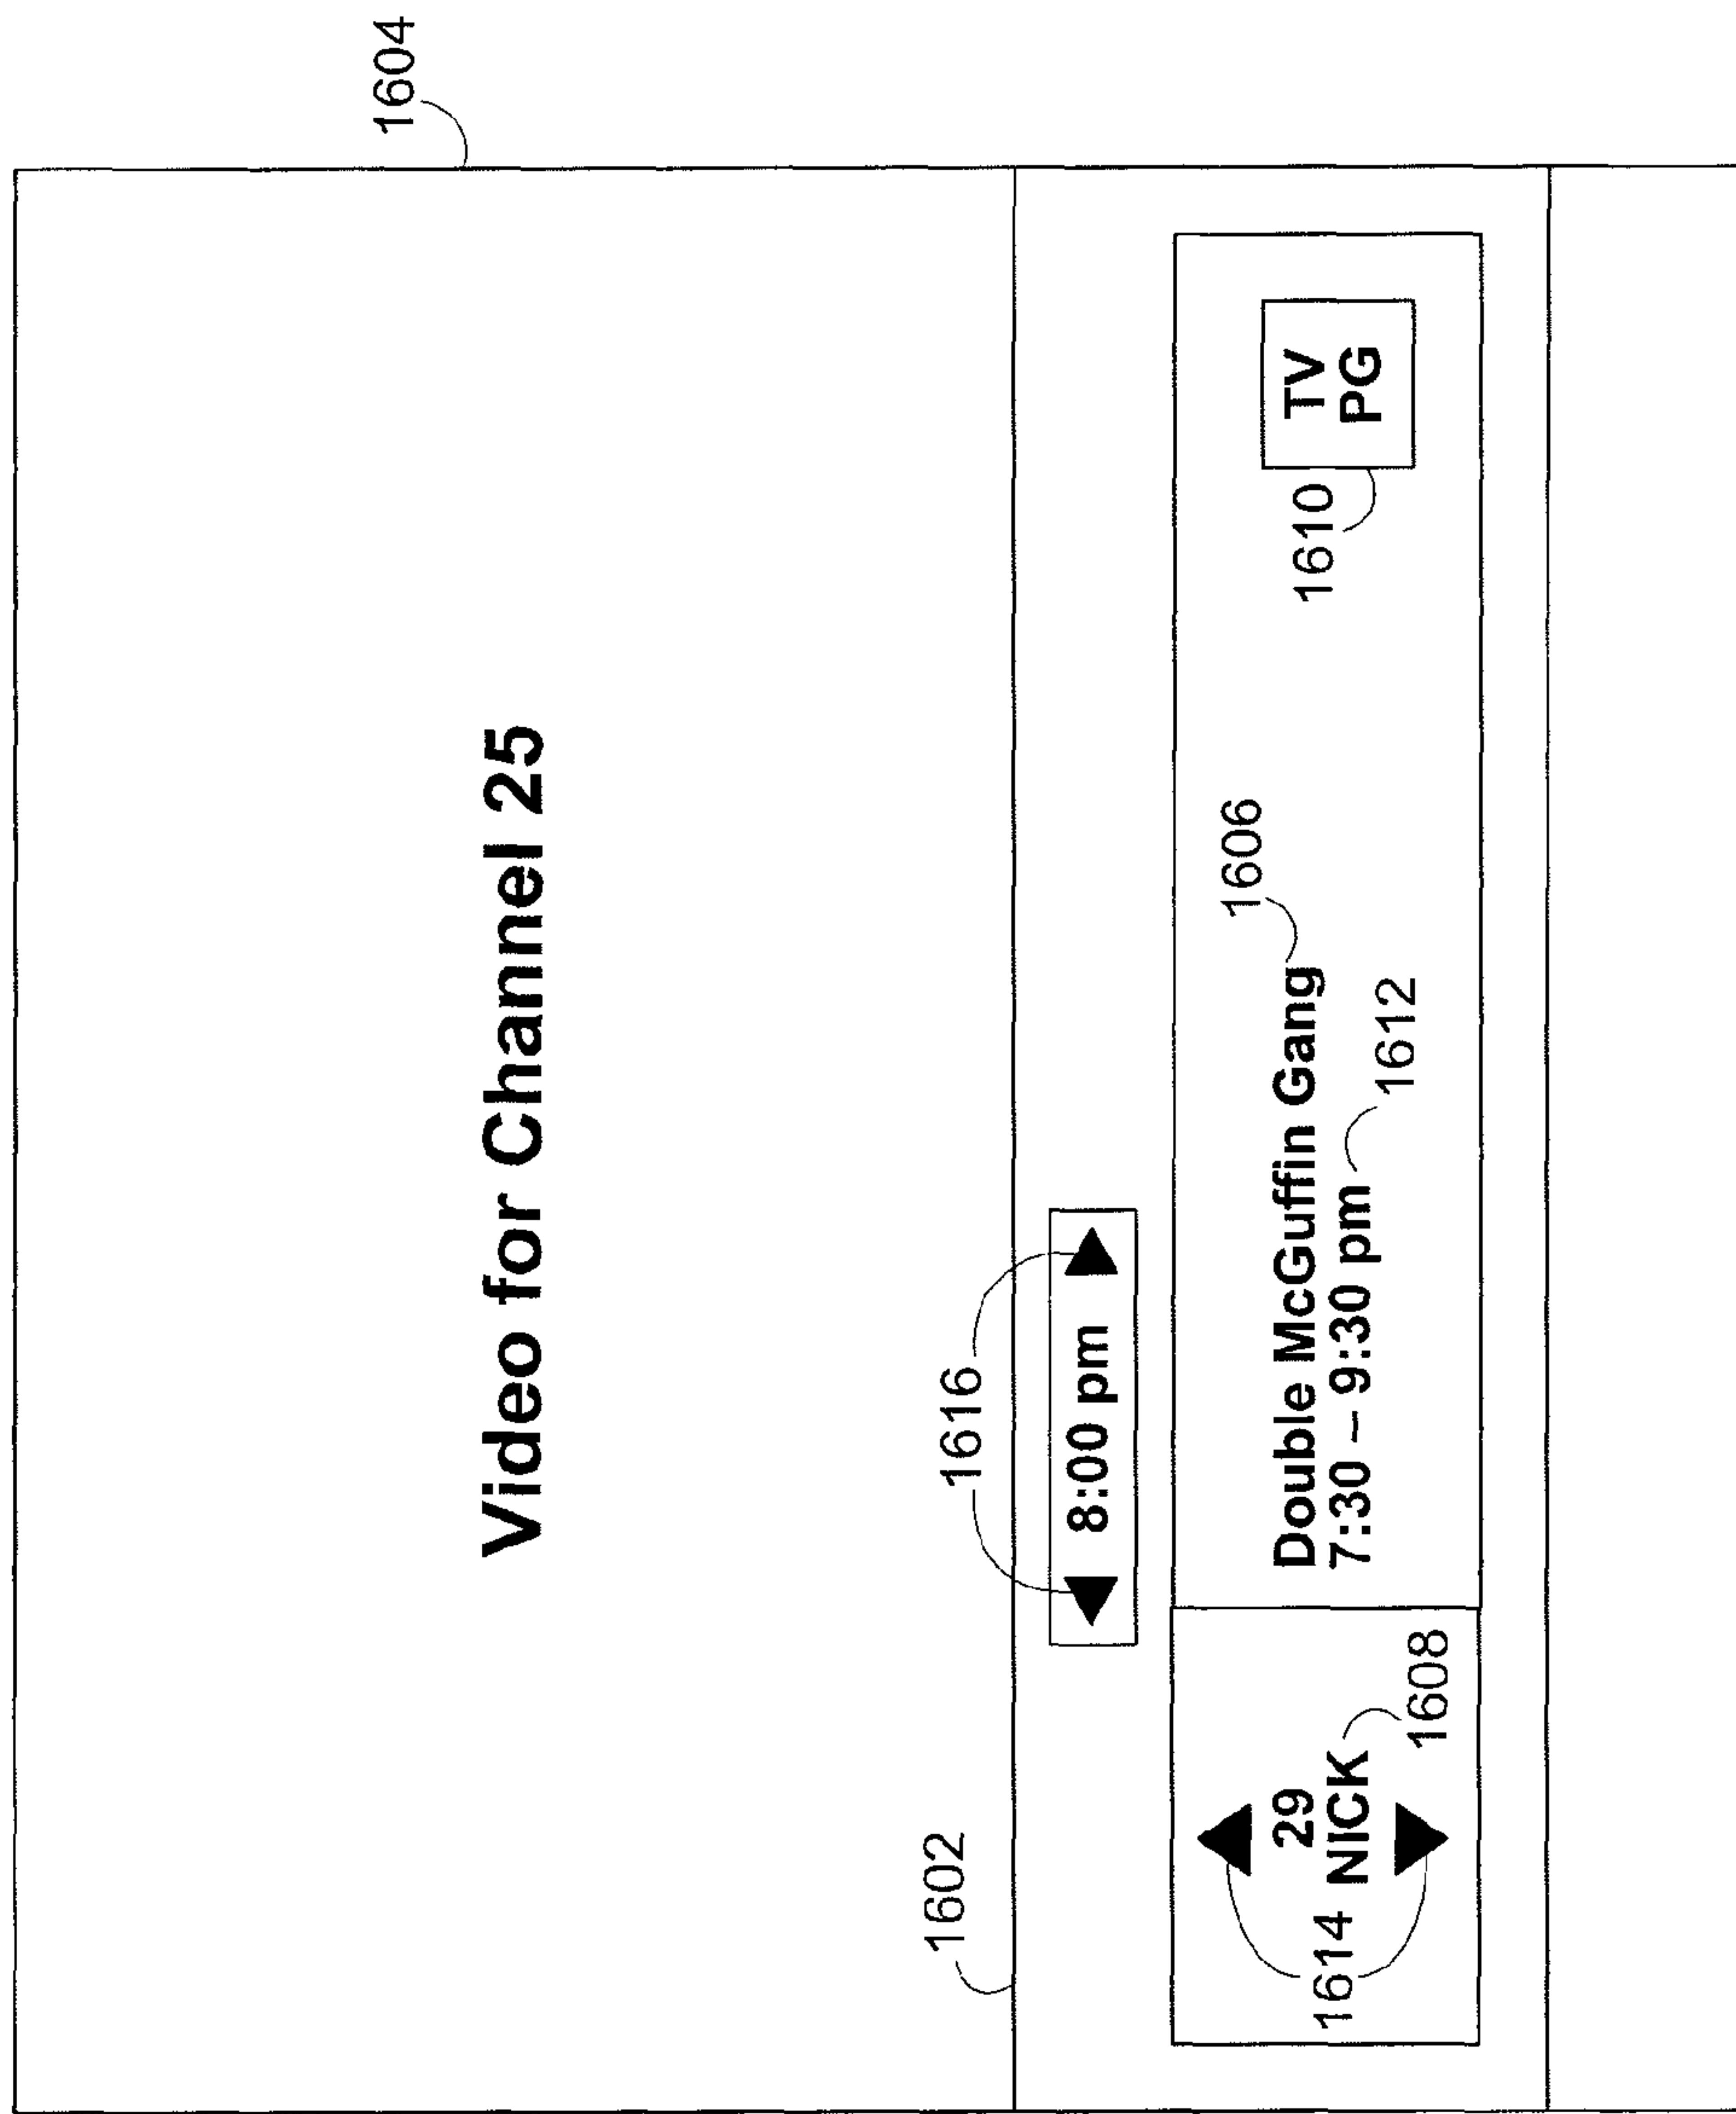 1604
Video for Channel 25
1602
1616
8:00 pm
1614
29
NICK
1608
Double McGuffin Gang
7:30 – 9:30 pm
1606
1612
1610
TV
PG